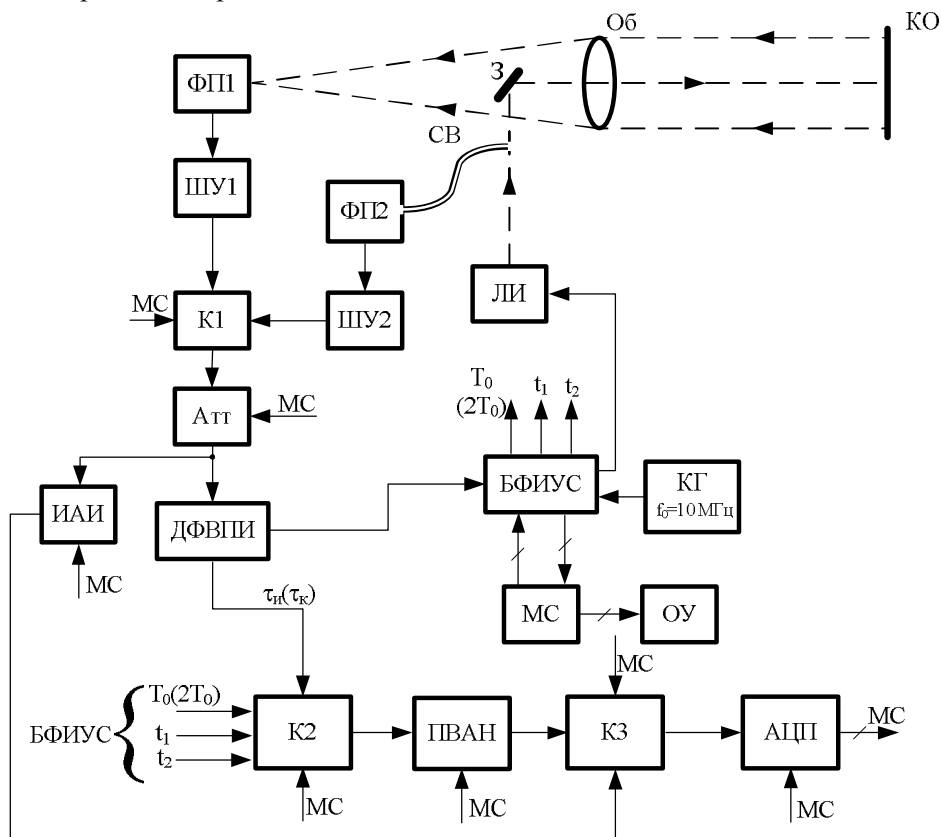 Об
КО
ФП1
З
СВ
ШУ1
ФП2
ЛИ
МС
К1
ШУ2
T₀
(2T₀)
t₁
t₂
Атт
МС
БФИУС
КГ
f₀=10 МГц
ИАИ
ДФВПИ
МС
τи(τк)
МС
ОУ
МС
БФИУС
T₀(2T₀)
t₁
t₂
К2
ПВАН
К3
АЦП
МС
МС
МС
МС